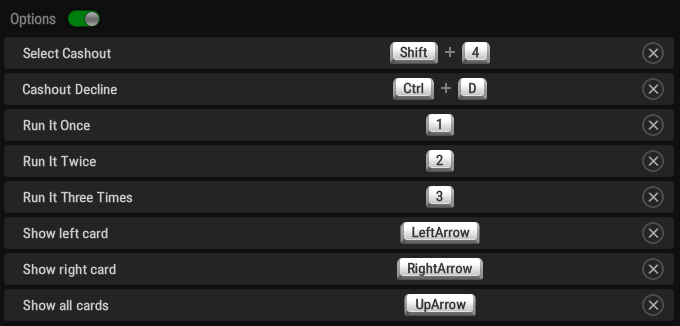 Options
Select Cashout Shift + 4
Cashout Decline Ctrl + D
Run It Once 1
Run It Twice 2
Run It Three Times 3
Show left card LeftArrow
Show right card RightArrow
Show all cards UpArrow